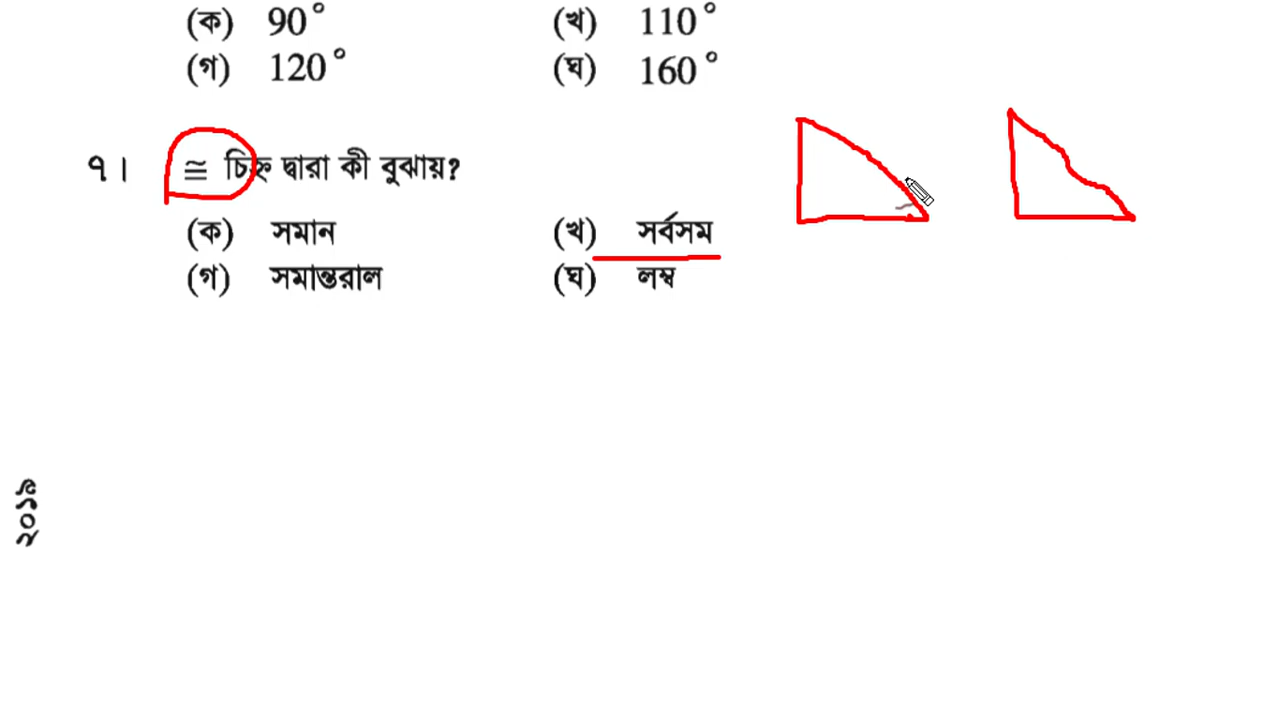 (ক) 90° (খ) 110°
(গ) 120° (ঘ) 160°
৭। ≅ চিহ্ন দ্বারা কী বুঝায়?
(ক) সমান (খ) সর্বসম
(গ) সমান্তরাল (ঘ) লম্ব
২০১৯